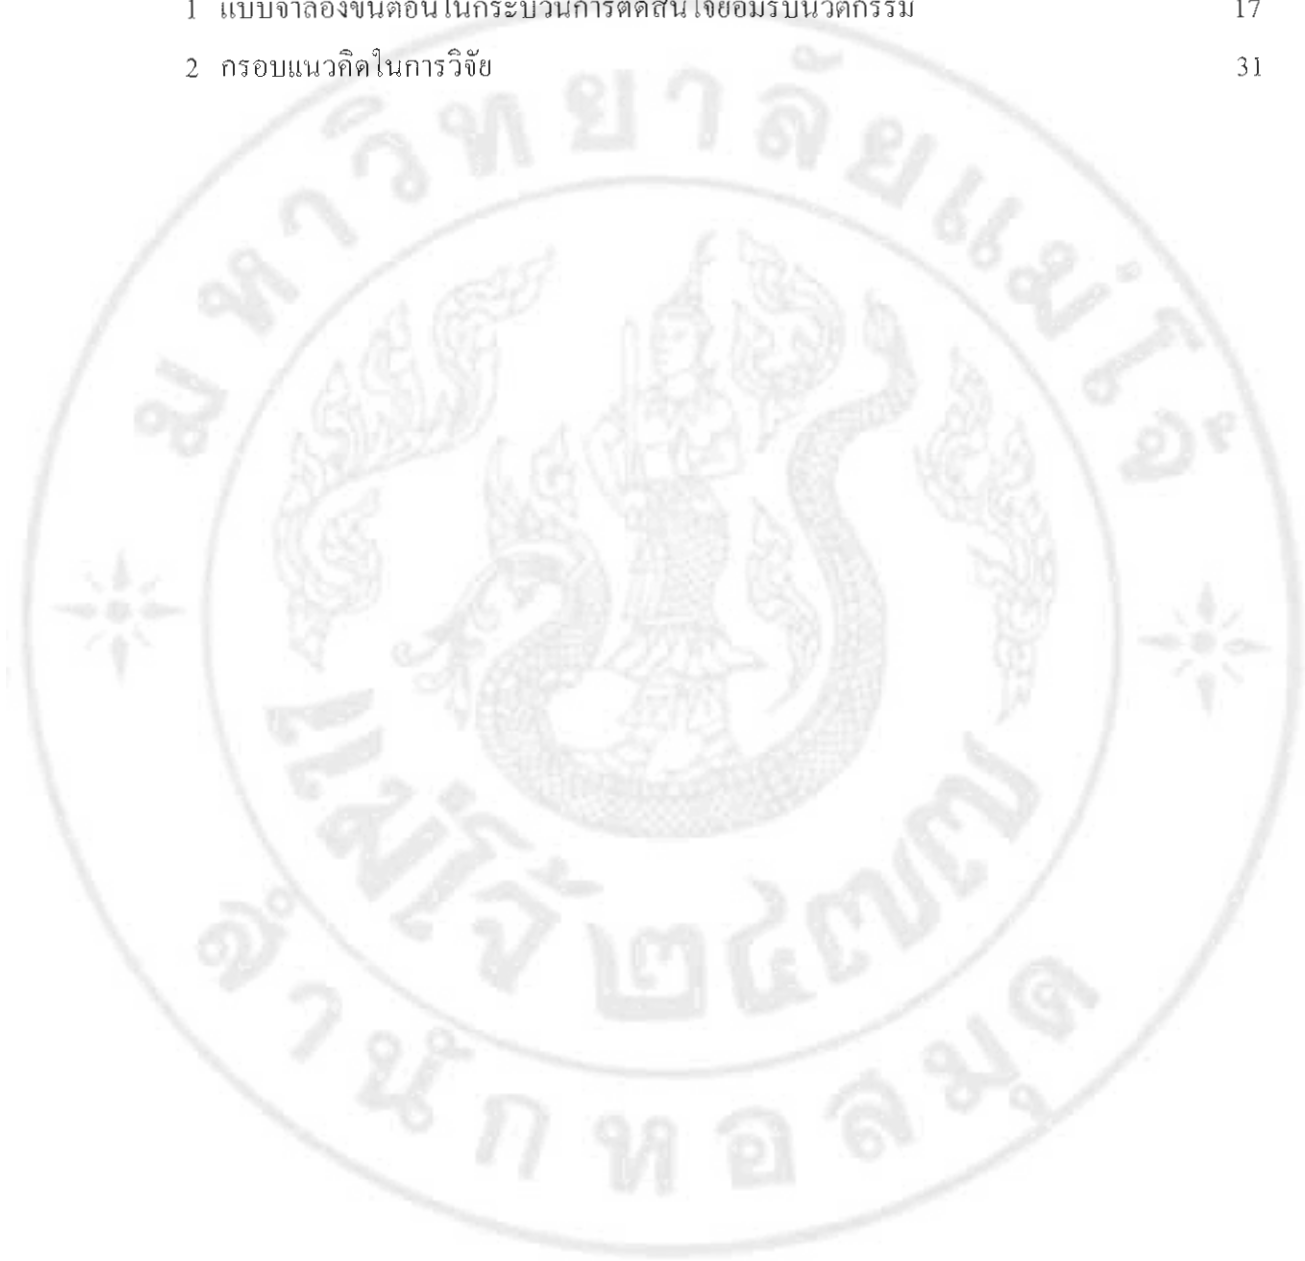 1 แบบจำลองขั้นตอนในกระบวนการตัดสินใจยอมรับนวัตกรรม 17
2 กรอบแนวคิดในการวิจัย 31
มหาวิทยาลัยแม่โจ้
แม่โจ้ ๒๔๗๗
สำนักหอสมุด